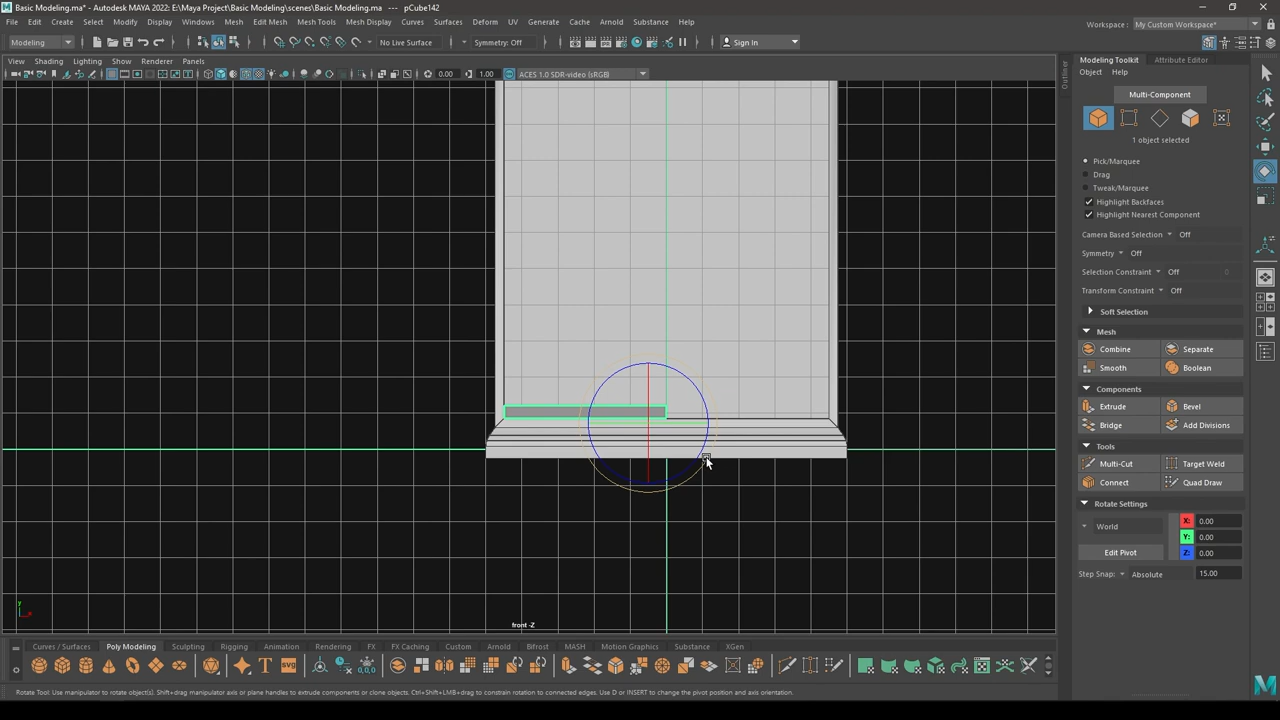 Basic Modeling.ma* - Autodesk MAYA 2022: E:\Maya Project\Basic Modeling\scenes\Basic Modeling.ma --- pCube142
File Edit Create Select Modify Display Windows Mesh Edit Mesh Mesh Tools Mesh Display Curves Surfaces Deform UV Generate Cache Arnold Substance Help
Workspace : My Custom Workspace*
Modeling No Live Surface Symmetry: Off Sign In
View Shading Lighting Show Renderer Panels
0.00 1.00 ACES 1.0 SDR-video (sRGB)
Outliner
Modeling Toolkit Attribute Editor
Object Help
Multi-Component
1 object selected
Pick/Marquee
Drag
Tweak/Marquee
Highlight Backfaces
Highlight Nearest Component
Camera Based Selection Off
Symmetry Off
Selection Constraint Off 0
Transform Constraint Off
Soft Selection
Mesh
Combine Separate
Smooth Boolean
Components
Extrude Bevel
Bridge Add Divisions
Tools
Multi-Cut Target Weld
Connect Quad Draw
Rotate Settings
World
X: 0.00
Y: 0.00
Z: 0.00
Edit Pivot
Step Snap: Absolute 15.00
y
x
front -Z
Curves / Surfaces Poly Modeling Sculpting Rigging Animation Rendering FX FX Caching Custom Arnold Bifrost MASH Motion Graphics Substance XGen
T SVG
0,0,0
Rotate Tool: Use manipulator to rotate object(s). Shift+drag manipulator axis or plane handles to extrude components or clone objects. Ctrl+Shift+LMB+drag to constrain rotation to connected edges. Use D or INSERT to change the pivot position and axis orientation.
M